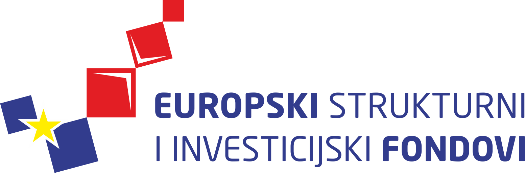 EUROPSKI STRUKTURNI
I INVESTICIJSKI FONDOVI